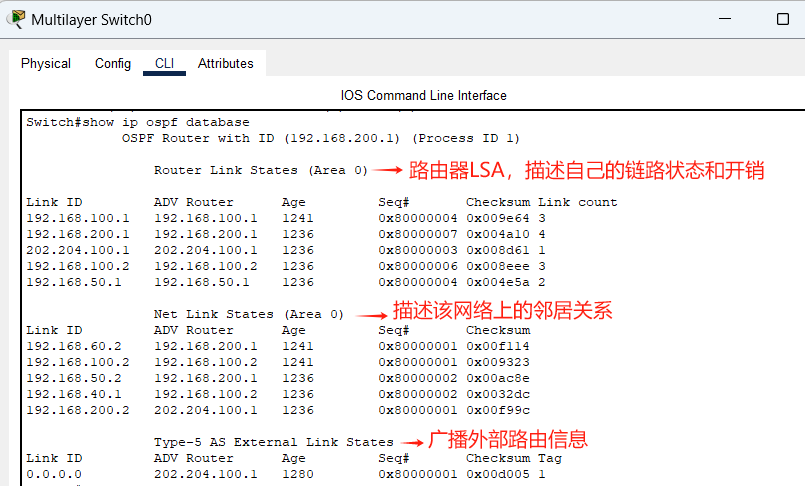 Multilayer Switch0
Physical Config CLI Attributes
IOS Command Line Interface
Switch#show ip ospf database
OSPF Router with ID (192.168.200.1) (Process ID 1)
Router Link States (Area 0) 路由器LSA，描述自己的链路状态和开销
Link ID ADV Router Age Seq# Checksum Link count
192.168.100.1 192.168.100.1 1241 0x80000004 0x009e64 3
192.168.200.1 192.168.200.1 1236 0x80000007 0x004a10 4
202.204.100.1 202.204.100.1 1236 0x80000003 0x008d61 1
192.168.100.2 192.168.100.2 1236 0x80000006 0x008eee 3
192.168.50.1 192.168.50.1 1236 0x80000004 0x004e5a 2
Net Link States (Area 0) 描述该网络上的邻居关系
Link ID ADV Router Age Seq# Checksum
192.168.60.2 192.168.200.1 1241 0x80000001 0x00f114
192.168.100.2 192.168.100.2 1241 0x80000001 0x009323
192.168.50.2 192.168.200.1 1236 0x80000002 0x00ac8e
192.168.40.1 192.168.100.2 1236 0x80000002 0x0032dc
192.168.200.2 202.204.100.1 1236 0x80000001 0x00f99c
Type-5 AS External Link States 广播外部路由信息
Link ID ADV Router Age Seq# Checksum Tag
0.0.0.0 202.204.100.1 1280 0x80000001 0x00d005 1